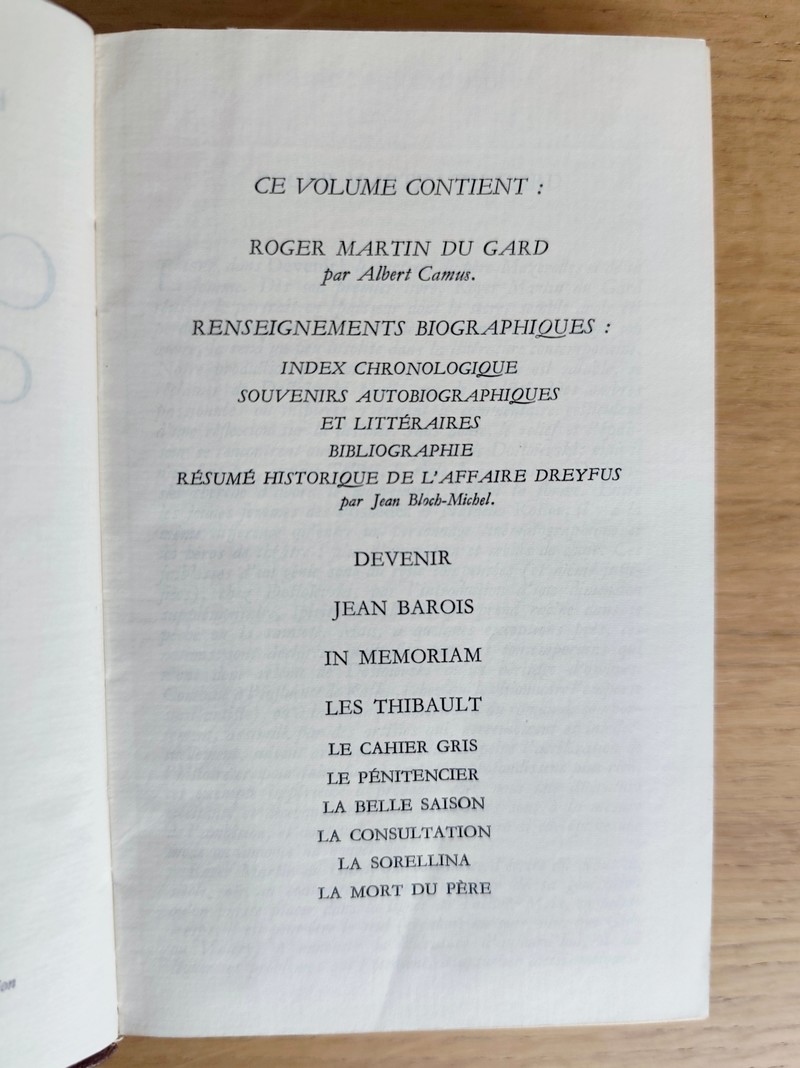 CE VOLUME CONTIENT :
ROGER MARTIN DU GARD
par Albert Camus.
RENSEIGNEMENTS BIOGRAPHIQUES :
INDEX CHRONOLOGIQUE
SOUVENIRS AUTOBIOGRAPHIQUES
ET LITTÉRAIRES
BIBLIOGRAPHIE
RÉSUMÉ HISTORIQUE DE L'AFFAIRE DREYFUS
par Jean Bloch-Michel.
DEVENIR
JEAN BAROIS
IN MEMORIAM
LES THIBAULT
LE CAHIER GRIS
LE PÉNITENCIER
LA BELLE SAISON
LA CONSULTATION
LA SORELLINA
LA MORT DU PÈRE